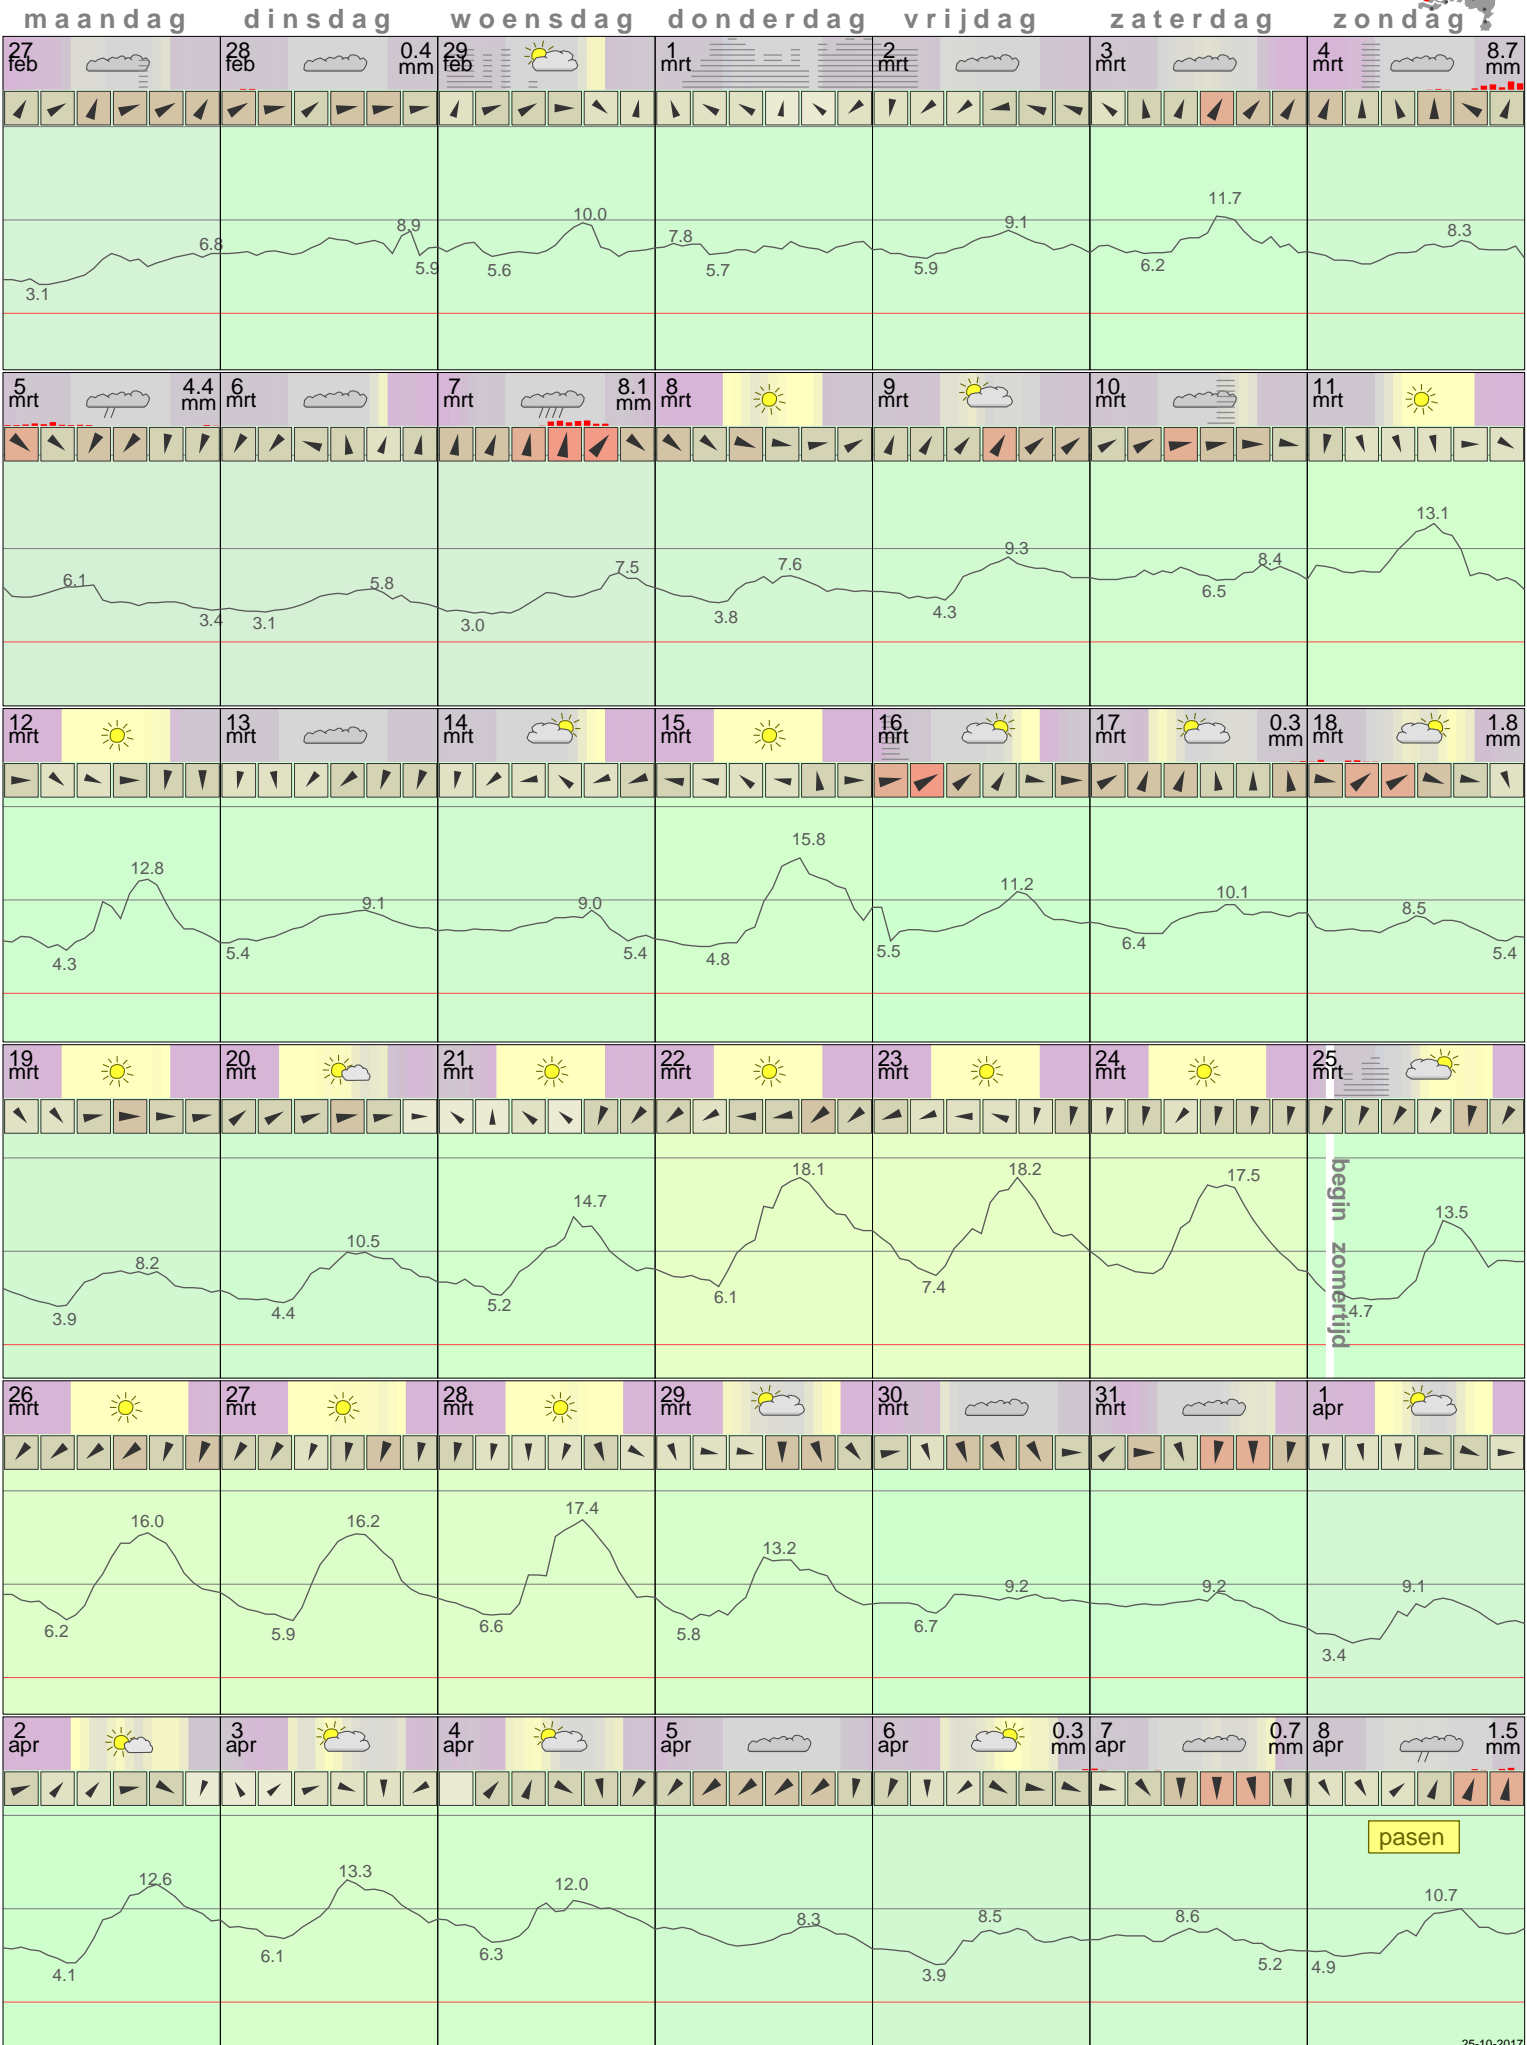 maandag dinsdag woensdag donderdag vrijdag zaterdag zondag
27 feb
28 feb 0.4 mm
29 feb
1 mrt
2 mrt
3 mrt
4 mrt 8.7 mm
3.1 6.8 8.9 5.9 5.6 10.0 7.8 5.7 5.9 9.1 6.2 11.7 8.3
5 mrt 4.4 mm
6 mrt
7 mrt 8.1 mm
8 mrt
9 mrt
10 mrt
11 mrt
6.1 3.4 3.1 5.8 3.0 7.5 3.8 7.6 4.3 9.3 6.5 8.4 13.1
12 mrt
13 mrt
14 mrt
15 mrt
16 mrt
17 mrt 0.3 mm
18 mrt 1.8 mm
4.3 12.8 5.4 9.1 9.0 5.4 4.8 15.8 5.5 11.2 6.4 10.1 8.5 5.4
19 mrt
20 mrt
21 mrt
22 mrt
23 mrt
24 mrt
25 mrt
begin zomertijd
3.9 8.2 4.4 10.5 5.2 14.7 6.1 18.1 7.4 18.2 17.5 4.7 13.5
26 mrt
27 mrt
28 mrt
29 mrt
30 mrt
31 mrt
1 apr
6.2 16.0 5.9 16.2 6.6 17.4 5.8 13.2 6.7 9.2 9.2 3.4 9.1
2 apr
3 apr
4 apr
5 apr
6 apr 0.3 mm
7 apr 0.7 mm
8 apr 1.5 mm
pasen
4.1 12.6 6.1 13.3 6.3 12.0 8.3 3.9 8.5 8.6 5.2 4.9 10.7
25-10-2017